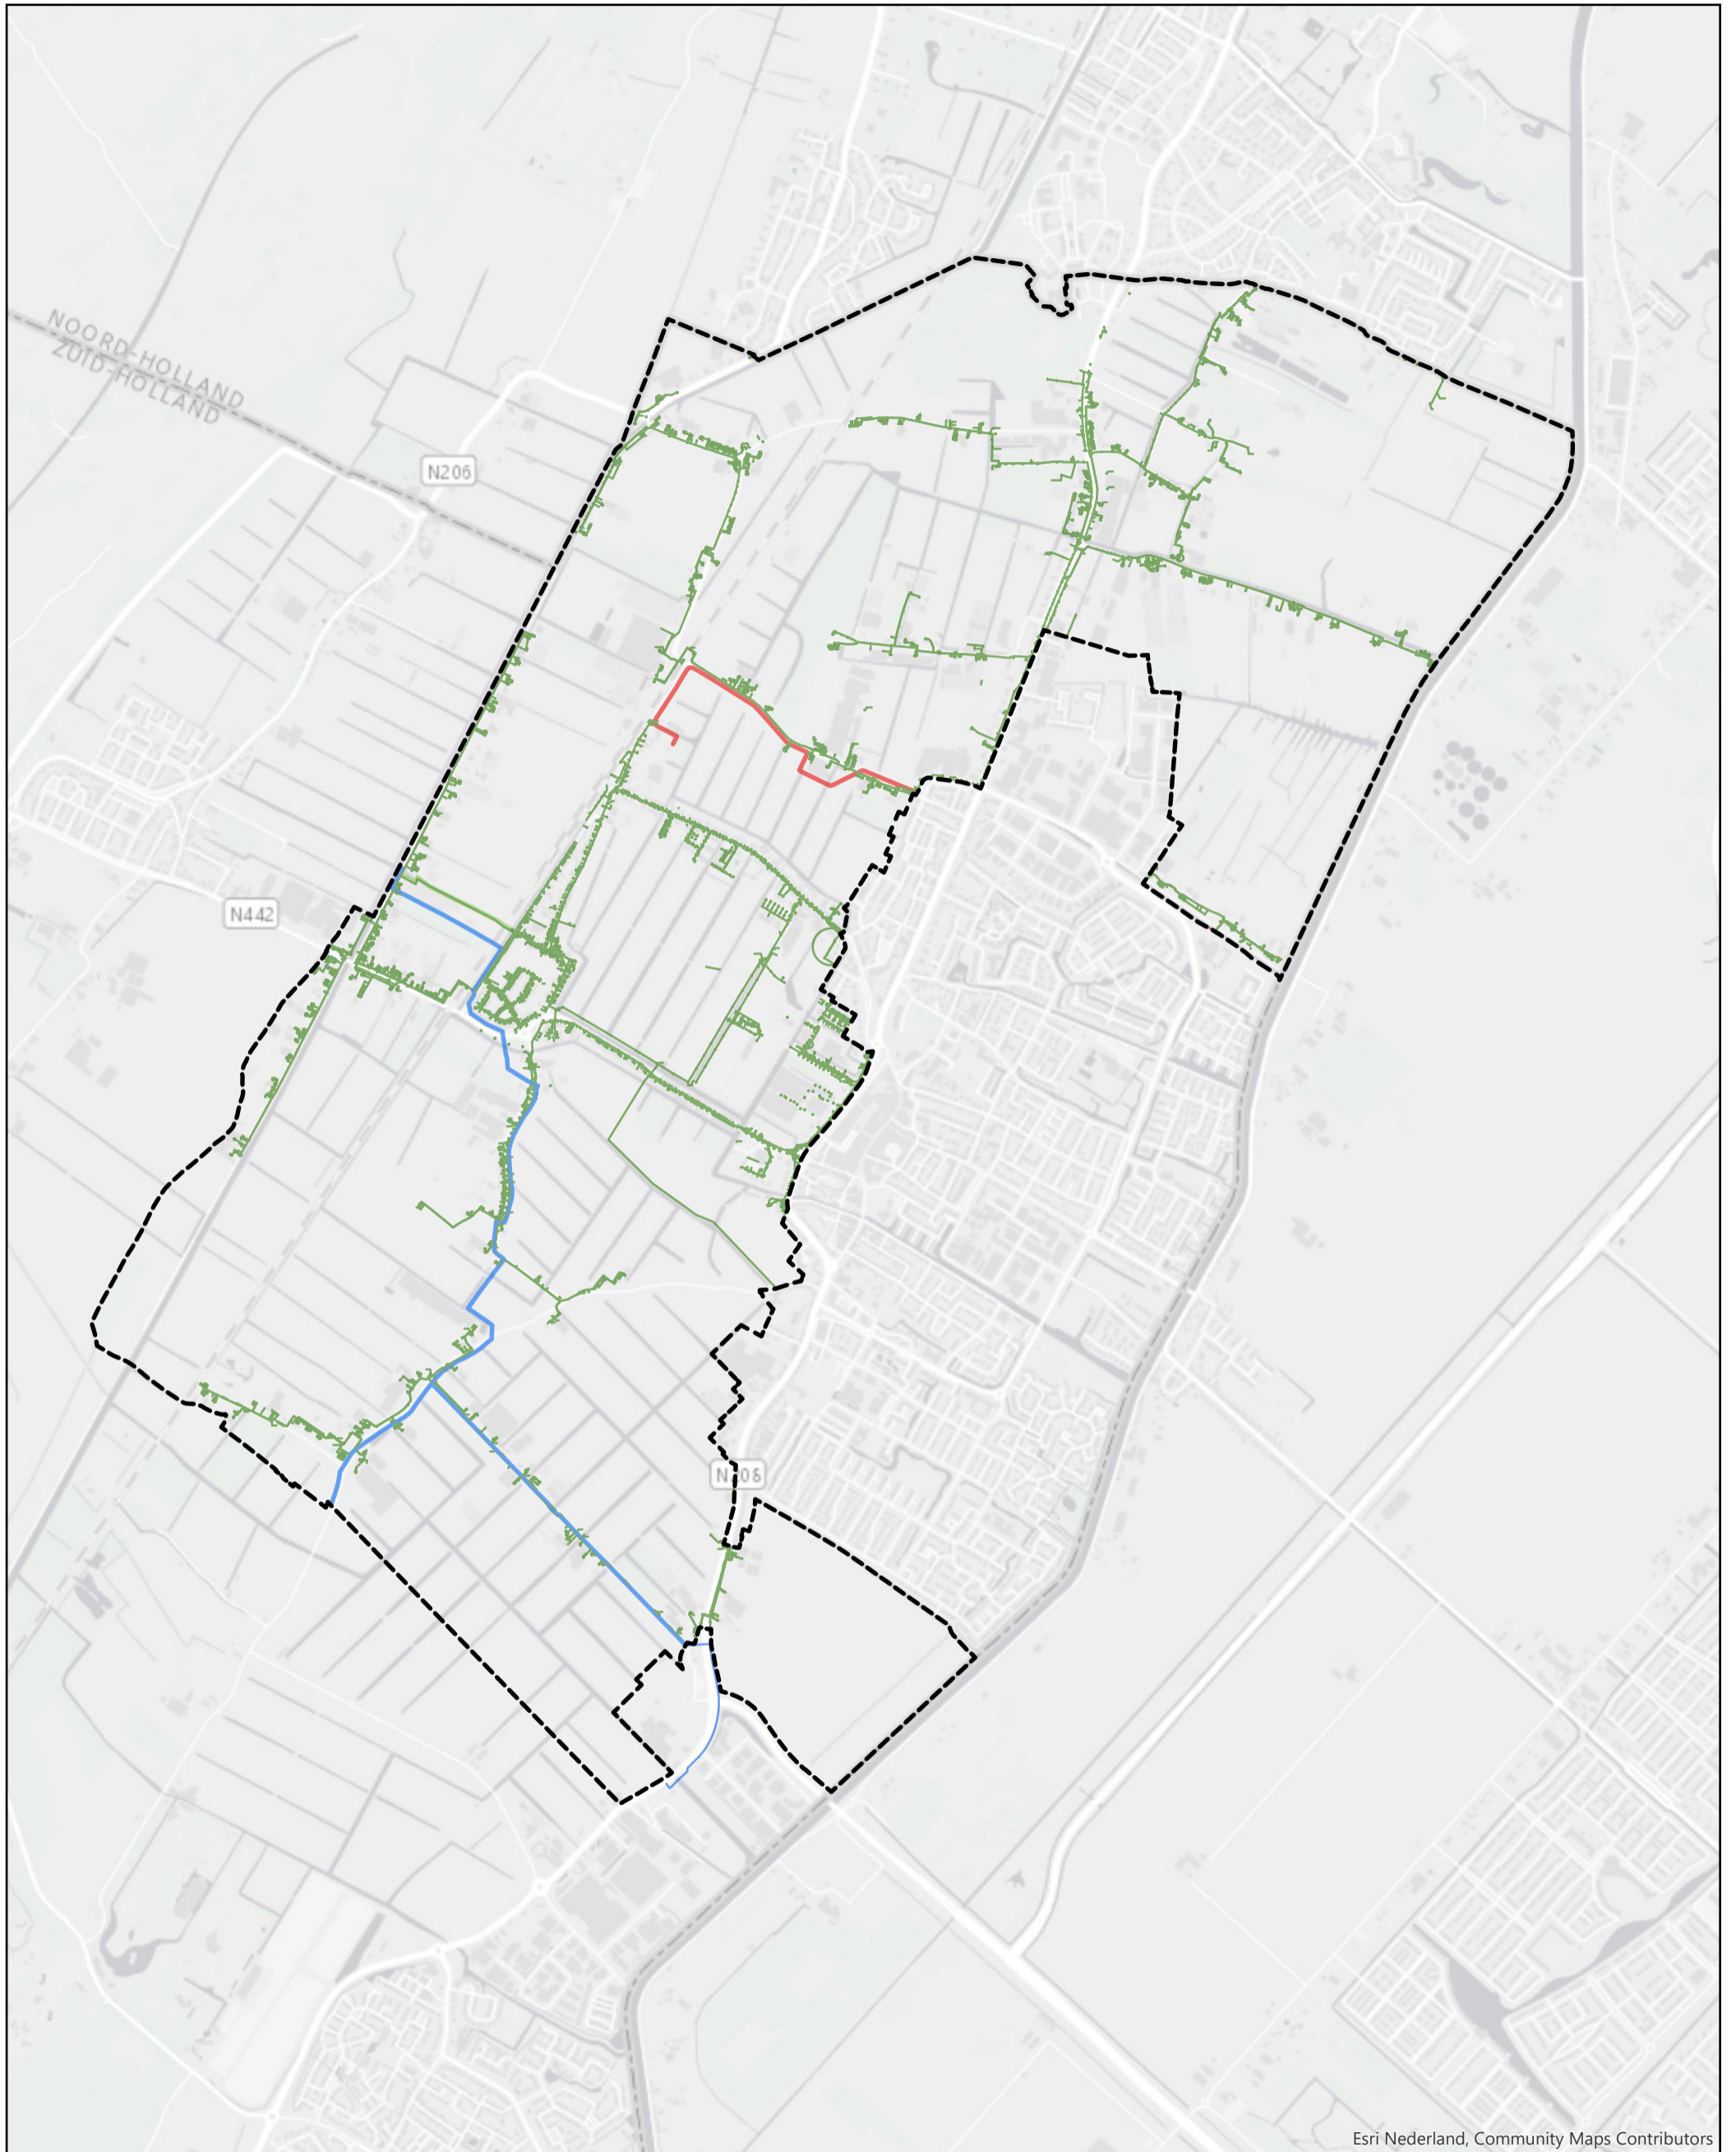 NOORD-HOLLAND
ZUID-HOLLAND
N206
N442
Esri Nederland, Community Maps Contributors